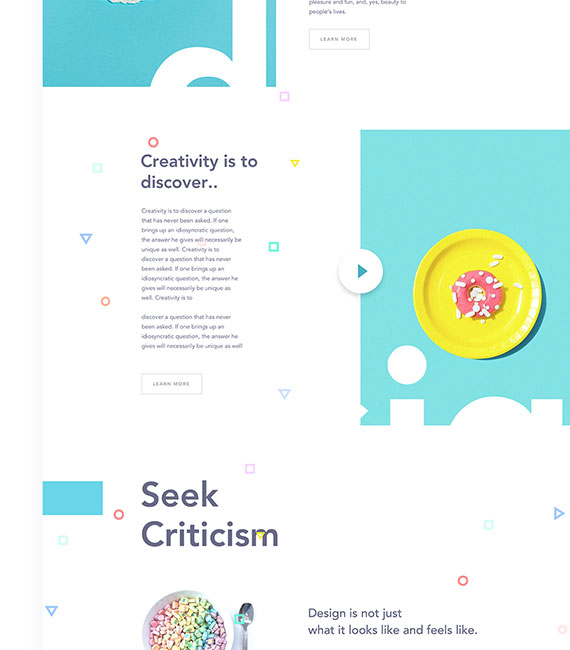 pleasure and fun, and, yes, beauty to
people's lives.
LEARN MORE
Creativity is to
discover..
Creativity is to discover a question
that has never been asked. If one
brings up an idiosyncratic question,
the answer he gives will necessarily be
unique as well. Creativity is to
discover a question that has never
been asked. If one brings up an
idiosyncratic question, the answer he
gives will necessarily be unique as
well. Creativity is to
discover a question that has never
been asked. If one brings up an
idiosyncratic question, the answer he
gives will necessarily be unique as well
LEARN MORE
Seek
Criticism
Design is not just
what it looks like and feels like.